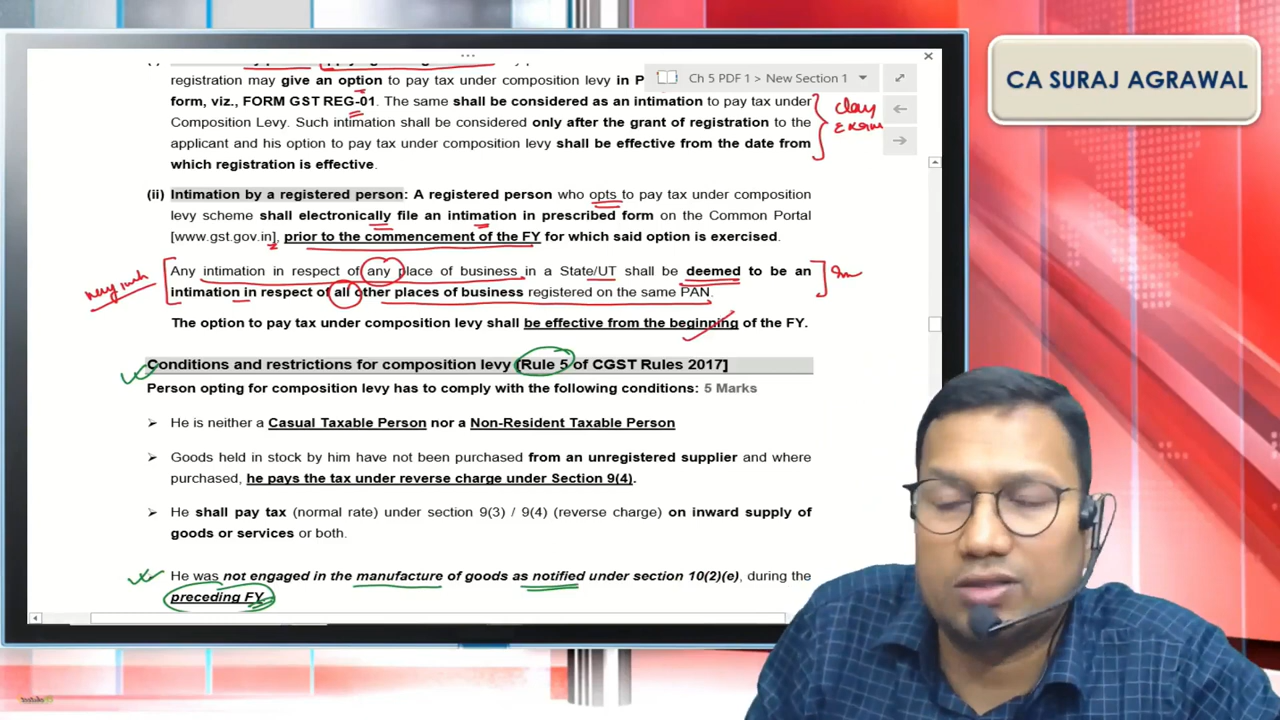 ...
CA SURAJ AGRAWAL
Ch 5 PDF 1 > New Section 1
registration may give an option to pay tax under composition levy in P
form, viz., FORM GST REG-01. The same shall be considered as an intimation to pay tax under
Composition Levy. Such intimation shall be considered only after the grant of registration to the
applicant and his option to pay tax under composition levy shall be effective from the date from
which registration is effective.
(ii) Intimation by a registered person: A registered person who opts to pay tax under composition
levy scheme shall electronically file an intimation in prescribed form on the Common Portal
[www.gst.gov.in], prior to the commencement of the FY for which said option is exercised.
Any intimation in respect of any place of business in a State/UT shall be deemed to be an
intimation in respect of all other places of business registered on the same PAN.
The option to pay tax under composition levy shall be effective from the beginning of the FY.
Conditions and restrictions for composition levy [Rule 5 of CGST Rules 2017]
Person opting for composition levy has to comply with the following conditions: 5 Marks
➢ He is neither a Casual Taxable Person nor a Non-Resident Taxable Person
➢ Goods held in stock by him have not been purchased from an unregistered supplier and where
purchased, he pays the tax under reverse charge under Section 9(4).
➢ He shall pay tax (normal rate) under section 9(3) / 9(4) (reverse charge) on inward supply of
goods or services or both.
He was not engaged in the manufacture of goods as notified under section 10(2)(e), during the
preceding FY